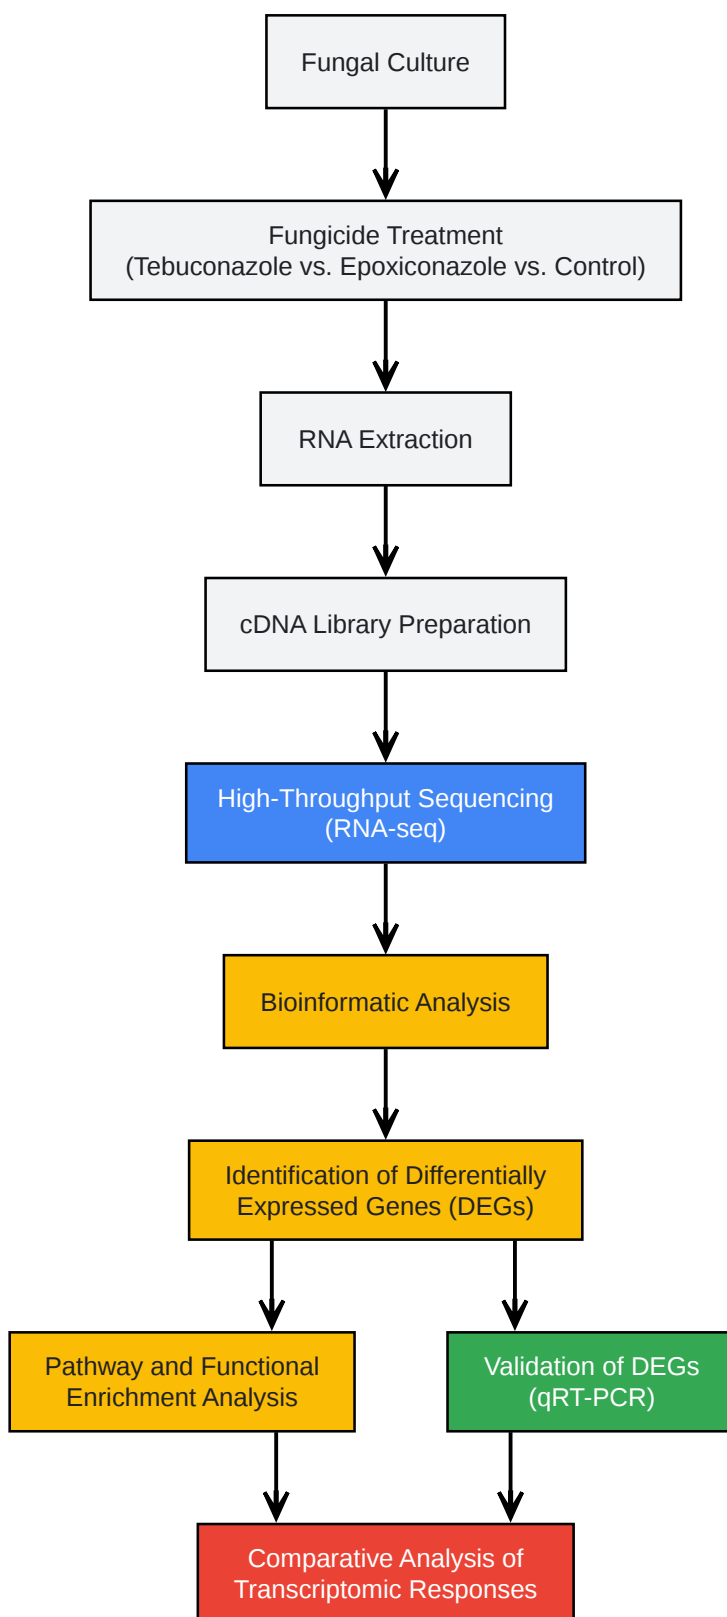 Fungal Culture
Fungicide Treatment
(Tebuconazole vs. Epoxiconazole vs. Control)
RNA Extraction
cDNA Library Preparation
High-Throughput Sequencing
(RNA-seq)
Bioinformatic Analysis
Identification of Differentially
Expressed Genes (DEGs)
Pathway and Functional
Enrichment Analysis
Validation of DEGs
(qRT-PCR)
Comparative Analysis of
Transcriptomic Responses